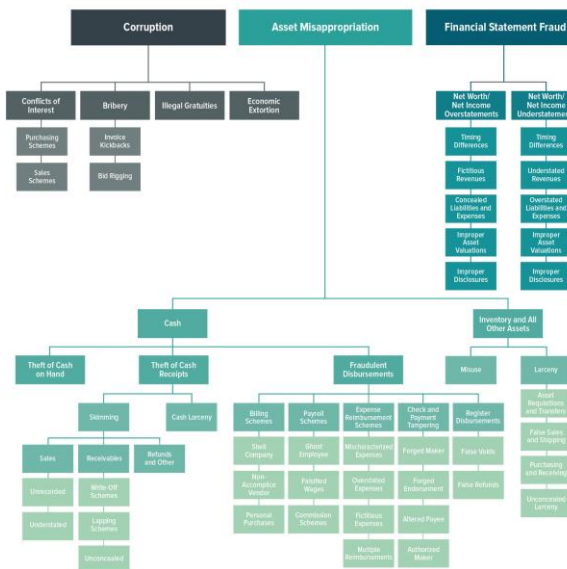 Corruption
Asset Misappropriation
Financial Statement Fraud
Conflicts of
Interest
Bribery
Illegal Gratuities
Economic
Extortion
Purchasing
Schemes
Sales
Schemes
Invoice
Kickbacks
Bid Rigging
Net Worth/
Net Income
Overstatements
Net Worth/
Net Income
Understatemen
Timing
Differences
Timing
Differences
Fictitious
Revenues
Understated
Revenues
Concealed
Liabilities and
Expenses
Overstated
Liabilities and
Expenses
Improper
Asset
Valuations
Improper
Asset
Valuations
Improper
Disclosures
Improper
Disclosures
Cash
Inventory and All
Other Assets
Theft of Cash
on Hand
Theft of Cash
Receipts
Fraudulent
Disbursements
Misuse
Larceny
Skimming
Cash Larceny
Sales
Receivables
Refunds
and Other
Unrecorded
Understated
Write-Off
Schemes
Lapping
Schemes
Unconcealed
Billing
Schemes
Payroll
Schemes
Expense
Reimbursement
Schemes
Check and
Payment
Tampering
Register
Disbursements
Shell
Company
Non-
Accomplice
Vendor
Personal
Purchases
Ghost
Employee
Falsified
Wages
Commission
Schemes
Mischaracterized
Expenses
Overstated
Expenses
Fictitious
Expenses
Multiple
Reimbursements
Forged
Maker
Forged
Endorsement
Altered Payee
Authorized
Maker
False Voids
False Refunds
Asset
Requisitions
and Transfers
False Sales
and Shipping
Purchasing and
Receiving
Unconcealed
Larceny